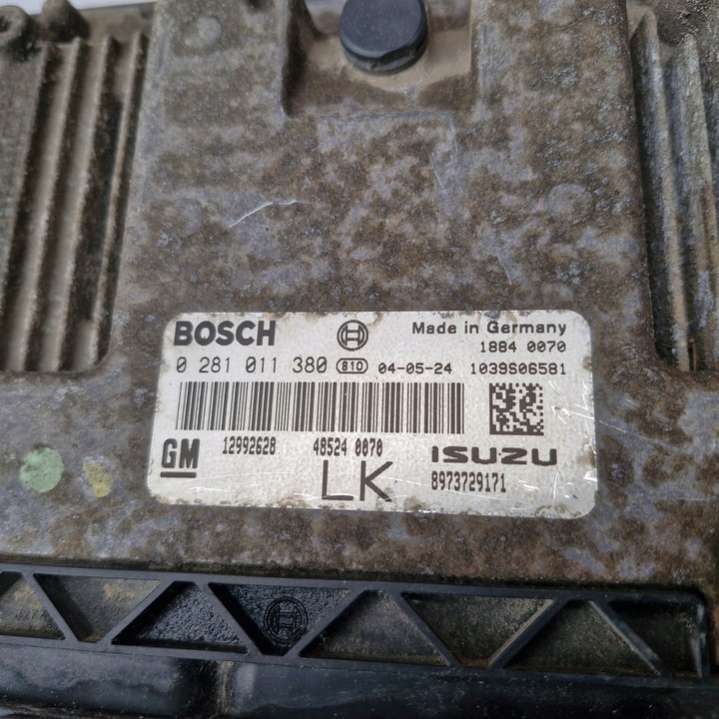 BOSCH
Made in Germany
1884 0070
0 281 011 380 810 04-05-24 1039S06581
GM 12992628 48524 0070 ISUZU
LK 8973729171